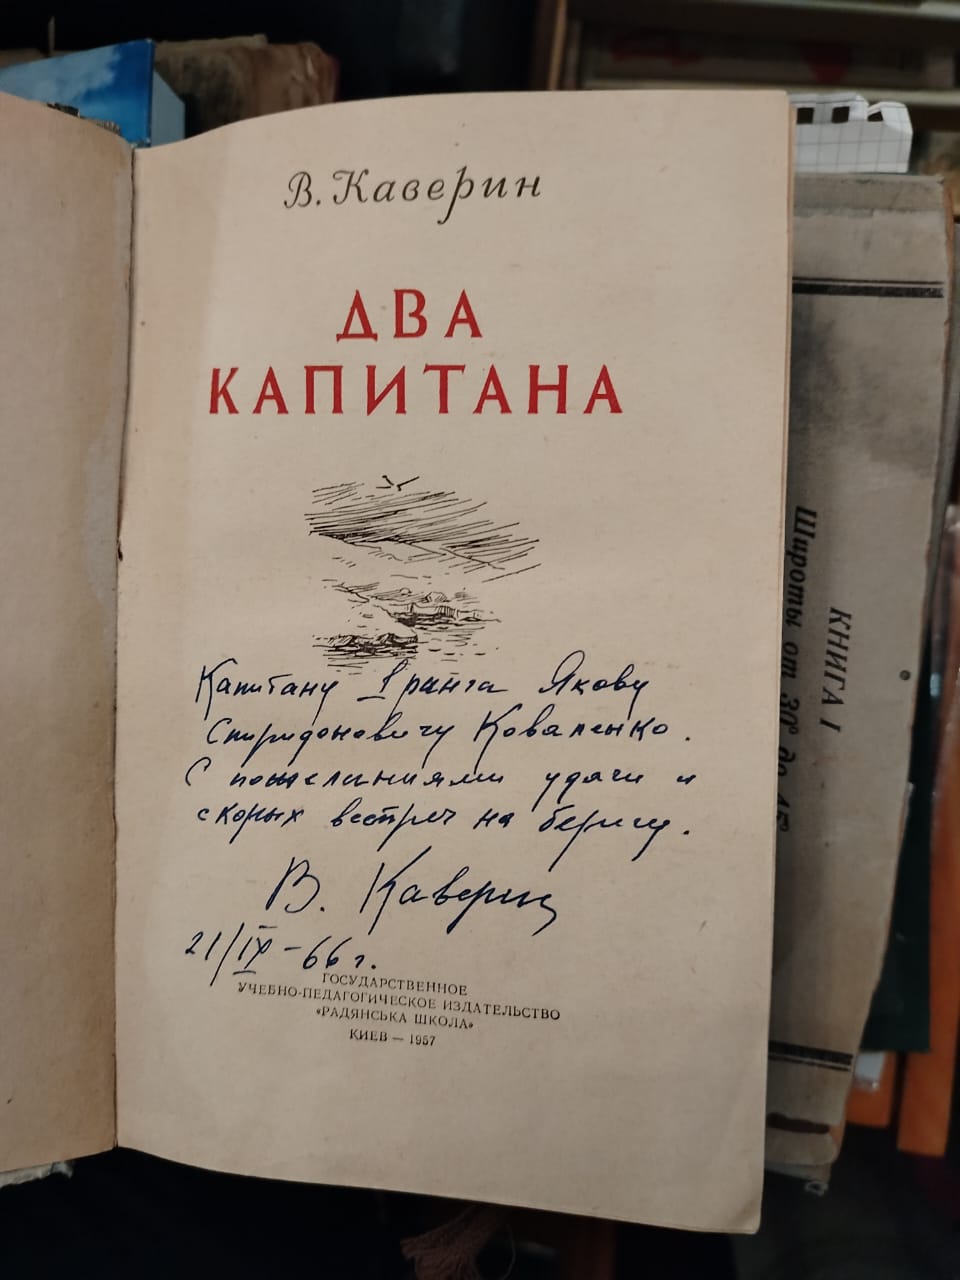 В. Каверин
ДВА
КАПИТАНА
Капитану 1 ранга Якову
Спиридоновичу Коваленко.
С пожеланиями удачи и
скорых встреч на берегу.
В. Каверин
21/IX – 66 г.
ГОСУДАРСТВЕННОЕ
УЧЕБНО-ПЕДАГОГИЧЕСКОЕ ИЗДАТЕЛЬСТВО
«РАДЯНСЬКА ШКОЛА»
КИЕВ — 1957
КНИГА I
Широты от 30° до 45°